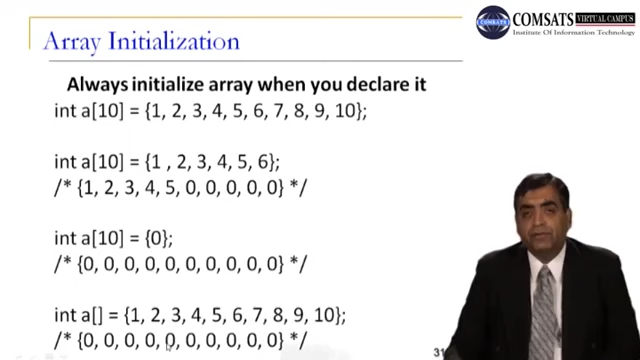 Array Initialization
COMSATS
VIRTUAL CAMPUS
Institute Of Information Technology
Always initialize array when you declare it
int a[10] = {1, 2, 3, 4, 5, 6, 7, 8, 9, 10};
int a[10] = {1 , 2, 3, 4, 5, 6};
/* {1, 2, 3, 4, 5, 0, 0, 0, 0, 0} */
int a[10] = {0};
/* {0, 0, 0, 0, 0, 0, 0, 0, 0, 0} */
int a[] = {1, 2, 3, 4, 5, 6, 7, 8, 9, 10};
/* {0, 0, 0, 0, 0, 0, 0, 0, 0, 0} */
31